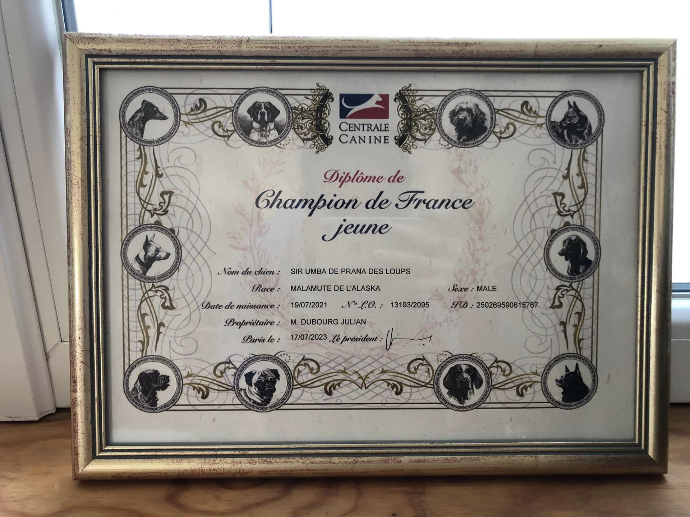 CENTRALE
CANINE
Diplôme de
Champion de France
jeune
Nom du chien : SIR UMBA DE PRANA DES LOUPS
Race : MALAMUTE DE L'ALASKA Sexe : MALE
Date de naissance : 19/07/2021 N° L.O. : 13193/2095 ID : 250269590815767
Propriétaire : M. DUBOURG JULIAN
Paris le : 17/07/2023 Le président :